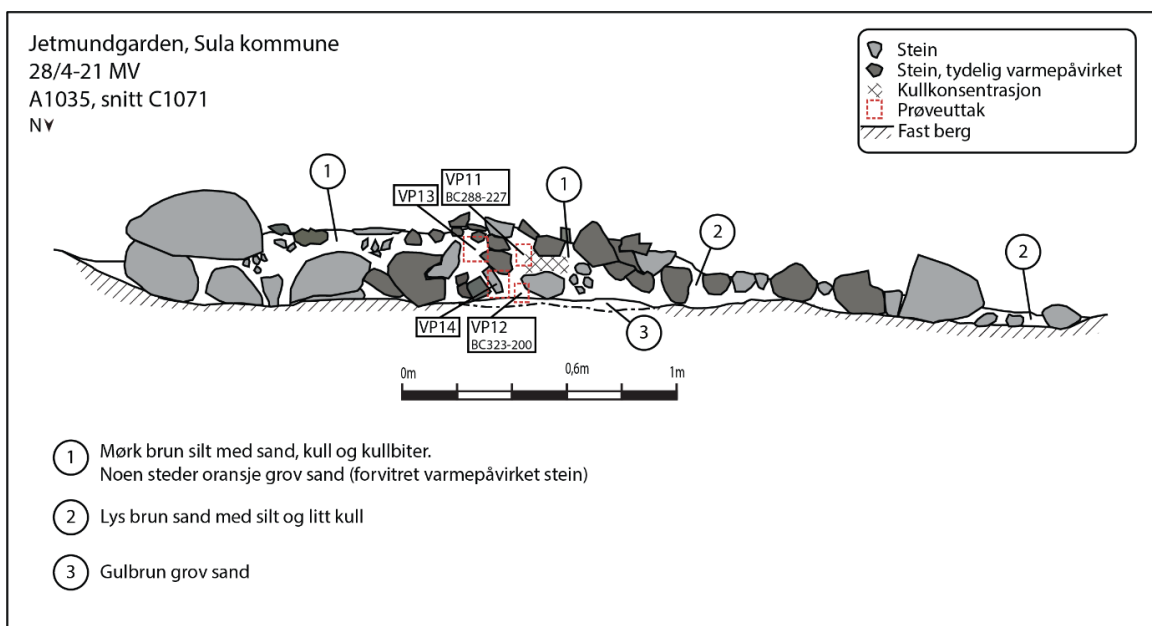 Jetmundgarden, Sula kommune
28/4-21 MV
A1035, snitt C1071
N
Stein
Stein, tydelig varmepåvirket
Kullkonsentrasjon
Prøveuttak
Fast berg
1
VP13
VP11
BC288-227
1
2
2
VP14
VP12
BC323-200
3
0m
0,6m
1m
1 Mørk brun silt med sand, kull og kullbiter.
Noen steder oransje grov sand (forvitret varmepåvirket stein)
2 Lys brun sand med silt og litt kull
3 Gulbrun grov sand